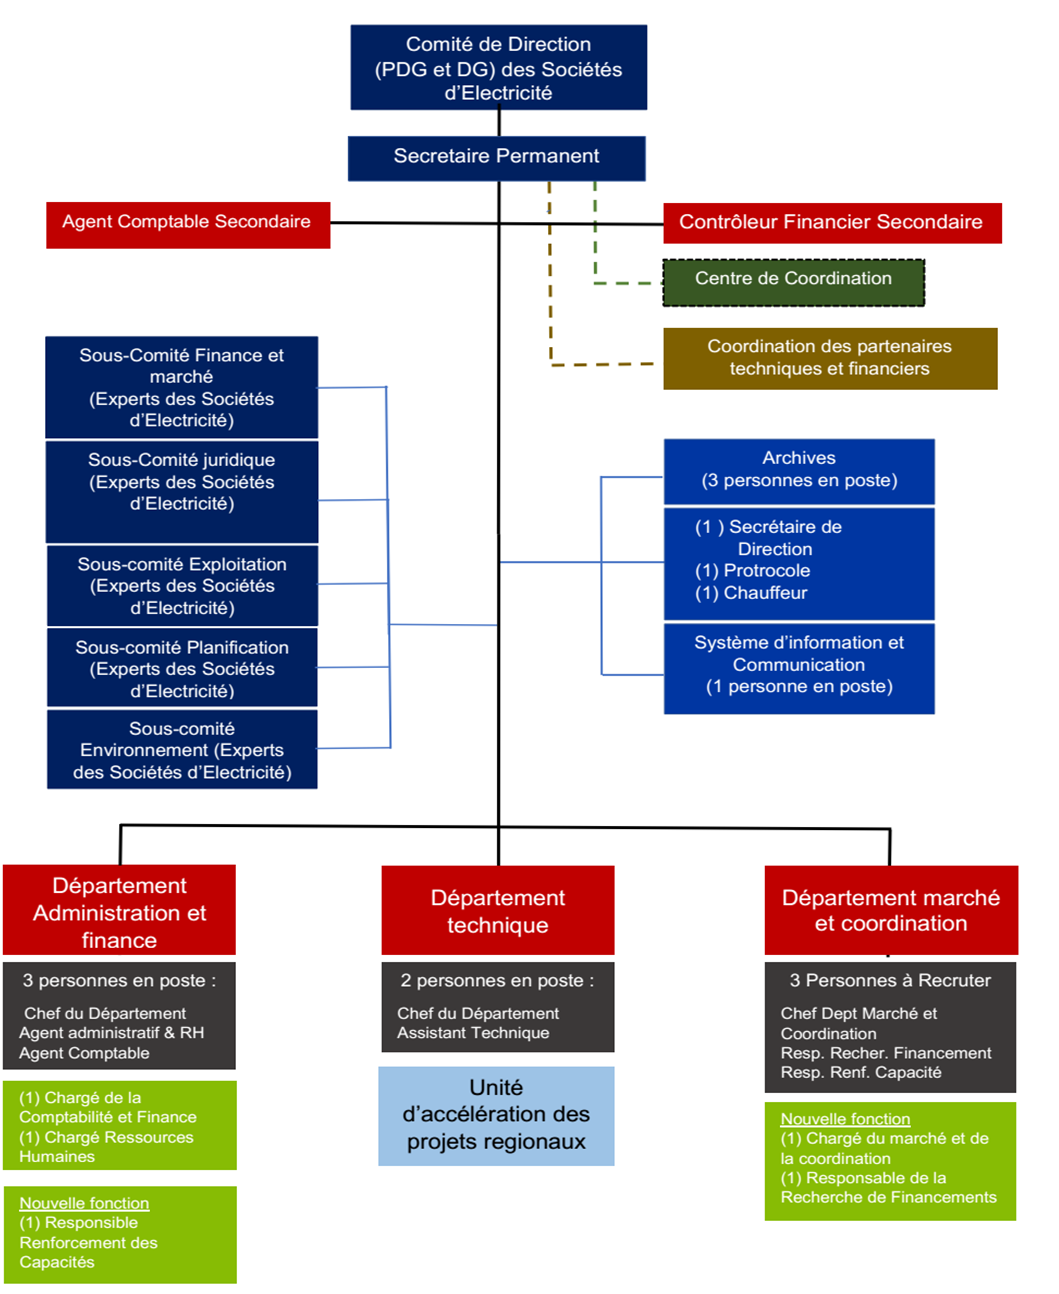 Comité de Direction
(PDG et DG) des Sociétés
d'Electricité
Secretaire Permanent
Agent Comptable Secondaire
Contrôleur Financier Secondaire
Centre de Coordination
Coordination des partenaires
techniques et financiers
Sous-Comité Finance et
marché
(Experts des Sociétés
d'Electricité)
Sous-Comité juridique
(Experts des Sociétés
d'Electricité)
Sous-comité Exploitation
(Experts des Sociétés
d'Electricité)
Sous-comité Planification
(Experts des Sociétés
d'Electricité)
Sous-comité
Environnement (Experts
des Sociétés d'Electricité)
Archives
(3 personnes en poste)
(1 ) Secrétaire de
Direction
(1) Protrocole
(1) Chauffeur
Système d'information et
Communication
(1 personne en poste)
Département
Administration et
finance
3 personnes en poste :
Chef du Département
Agent administratif & RH
Agent Comptable
(1) Chargé de la
Comptabilité et Finance
(1) Chargé Ressources
Humaines
Nouvelle fonction
(1) Responsible
Renforcement des
Capacités
Département
technique
2 personnes en poste :
Chef du Département
Assistant Technique
Unité
d'accélération des
projets regionaux
Département marché
et coordination
3 Personnes à Recruter
Chef Dept Marché et
Coordination
Resp. Recher. Financement
Resp. Renf. Capacité
Nouvelle fonction
(1) Chargé du marché et de
la coordination
(1) Responsable de la
Recherche de Financements